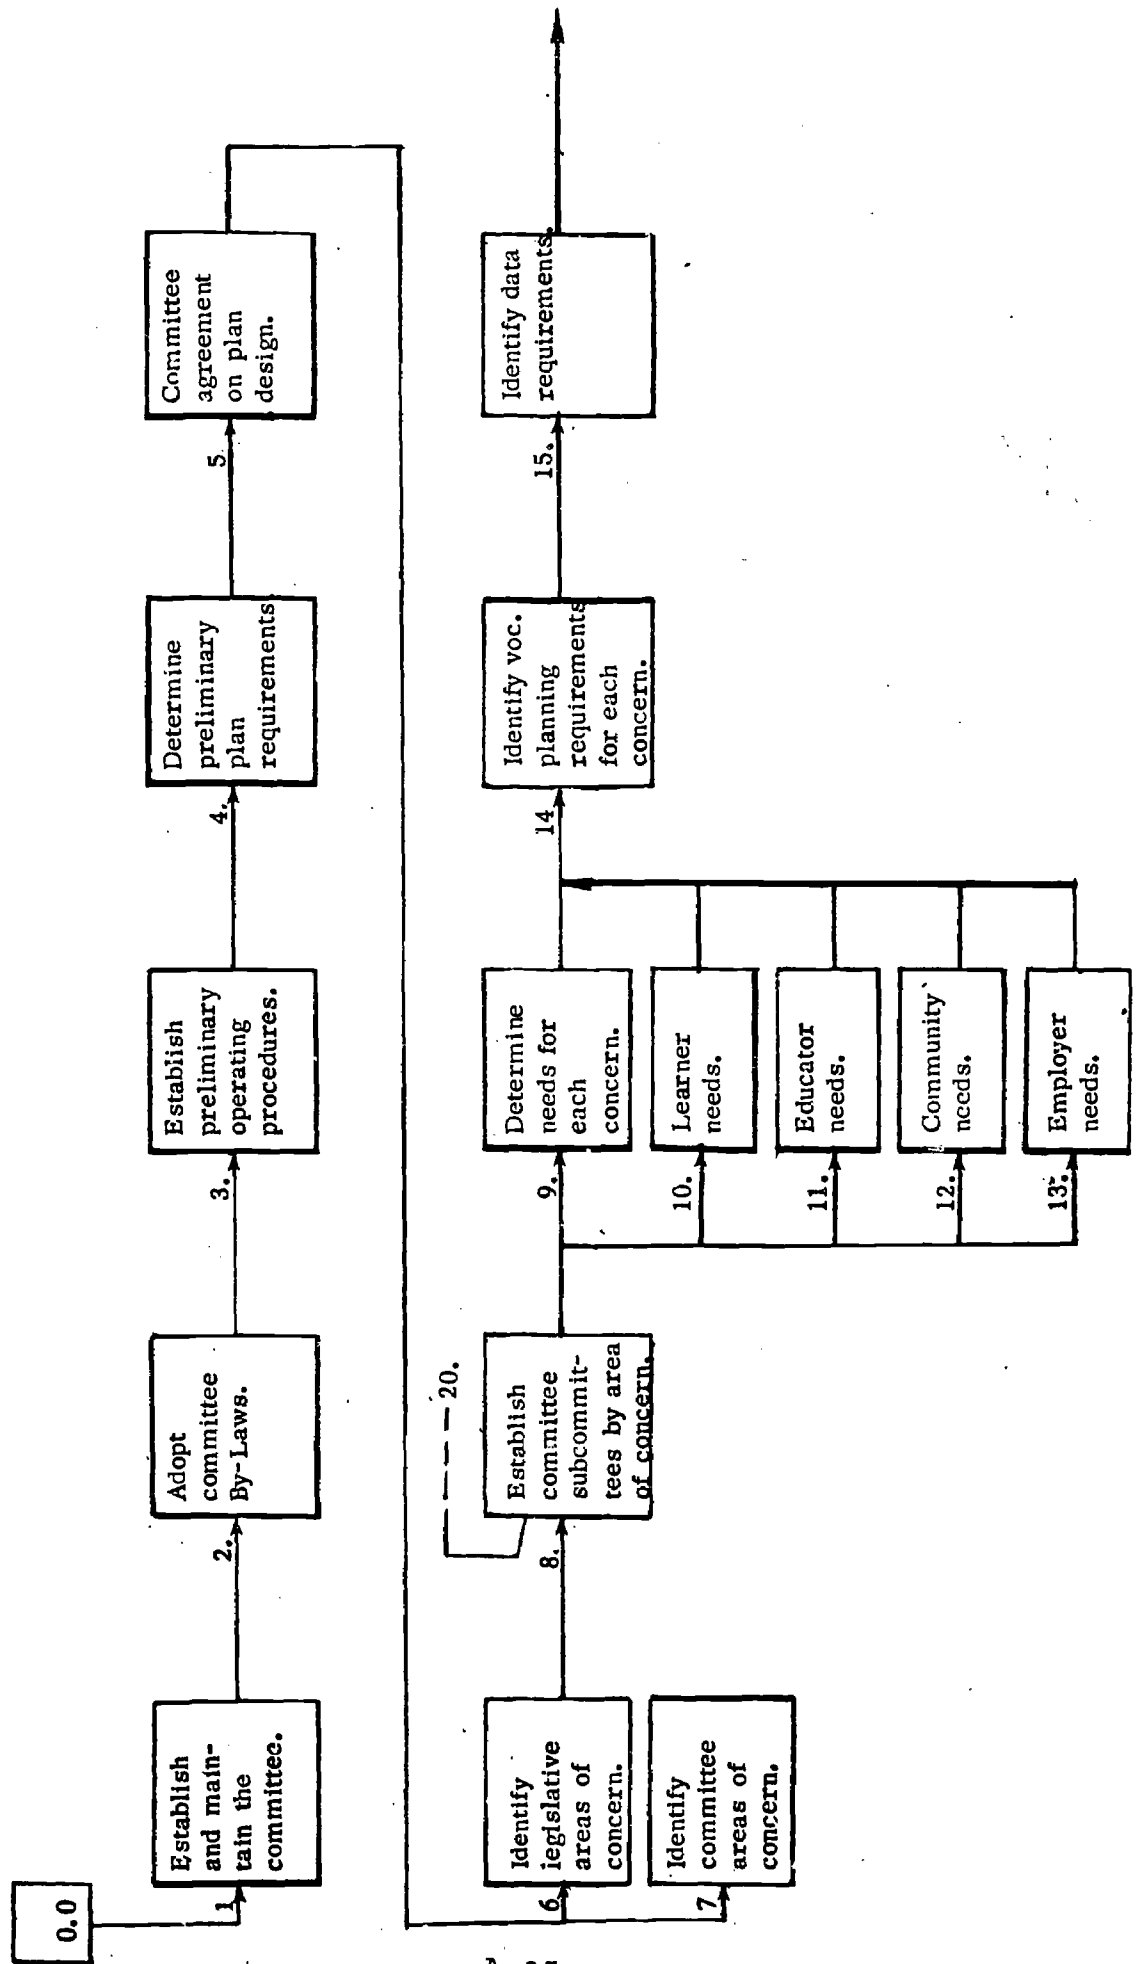 0.0
1
Establish
and main-
tain the
committee.
2.
Adopt
committee
By-Laws.
3.
Establish
preliminary
operating
procedures.
4.
Determine
preliminary
plan
requirements
5.
Committee
agreement
on plan
design.
6
Identify
legislative
areas of
concern.
7
Identify
committee
areas of
concern.
8.
Establish
committee
subcommit-
tees by area
of concern.
20.
9.
Determine
needs for
each
concern.
10.
Learner
needs.
11.
Educator
needs.
12.
Community
needs.
13.
Employer
needs.
14
Identify voc.
planning
requirements
for each
concern.
15.
Identify data
requirements.